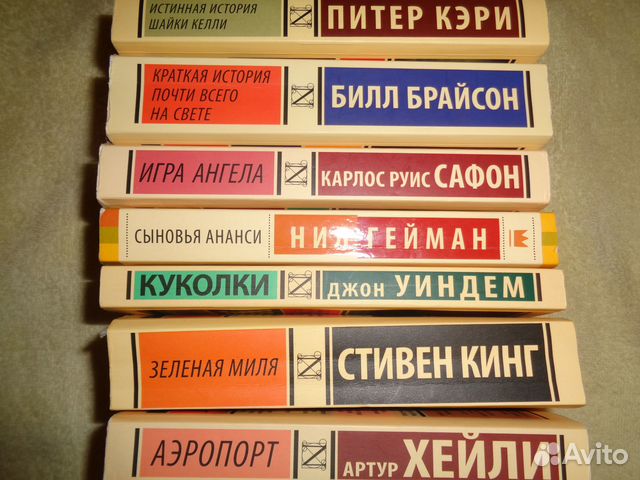 ИСТИННАЯ ИСТОРИЯ
ШАЙКИ КЕЛЛИ
ПИТЕР КЭРИ
КРАТКАЯ ИСТОРИЯ
ПОЧТИ ВСЕГО
НА СВЕТЕ
БИЛЛ БРАЙСОН
ИГРА АНГЕЛА
КАРЛОС РУИС САФОН
СЫНОВЬЯ АНАНСИ
НИЛ ГЕЙМАН
КУКОЛКИ
ДЖОН УИНДЕМ
ЗЕЛЕНАЯ МИЛЯ
СТИВЕН КИНГ
АЭРОПОРТ
АРТУР ХЕЙЛИ
Avito